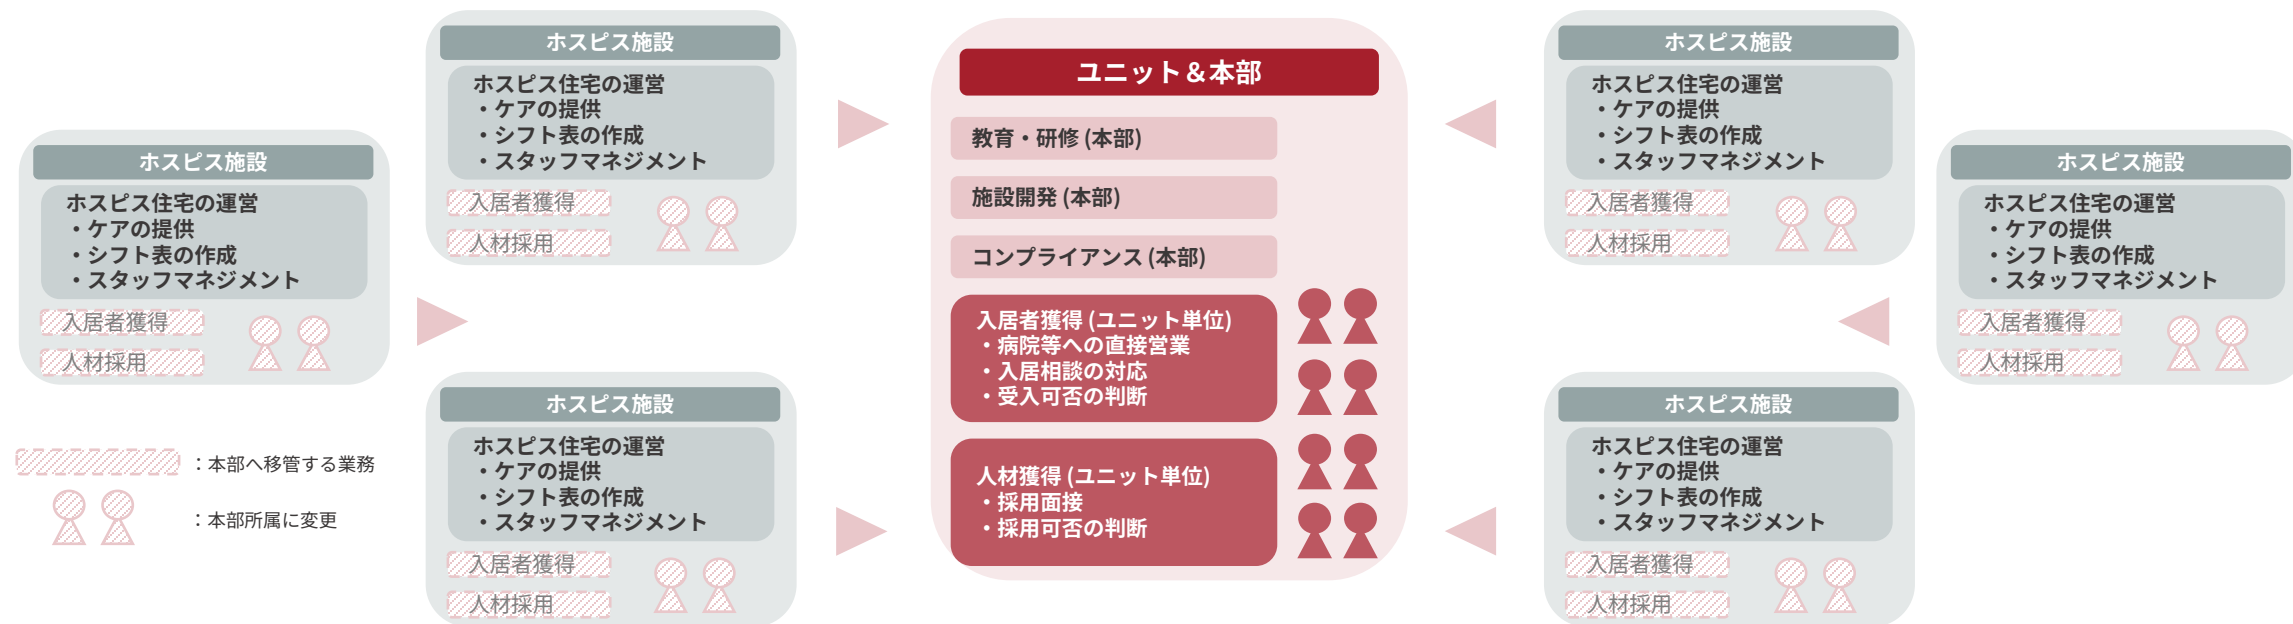 ホスピス施設
ホスピス住宅の運営
・ケアの提供
・シフト表の作成
・スタッフマネジメント
入居者獲得
人材採用
ホスピス施設
ホスピス住宅の運営
・ケアの提供
・シフト表の作成
・スタッフマネジメント
入居者獲得
人材採用
ホスピス施設
ホスピス住宅の運営
・ケアの提供
・シフト表の作成
・スタッフマネジメント
入居者獲得
人材採用
：本部へ移管する業務
：本部所属に変更
ユニット＆本部
教育・研修 (本部)
施設開発 (本部)
コンプライアンス (本部)
入居者獲得 (ユニット単位)
・病院等への直接営業
・入居相談の対応
・受入可否の判断
人材獲得 (ユニット単位)
・採用面接
・採用可否の判断
ホスピス施設
ホスピス住宅の運営
・ケアの提供
・シフト表の作成
・スタッフマネジメント
入居者獲得
人材採用
ホスピス施設
ホスピス住宅の運営
・ケアの提供
・シフト表の作成
・スタッフマネジメント
入居者獲得
人材採用
ホスピス施設
ホスピス住宅の運営
・ケアの提供
・シフト表の作成
・スタッフマネジメント
入居者獲得
人材採用